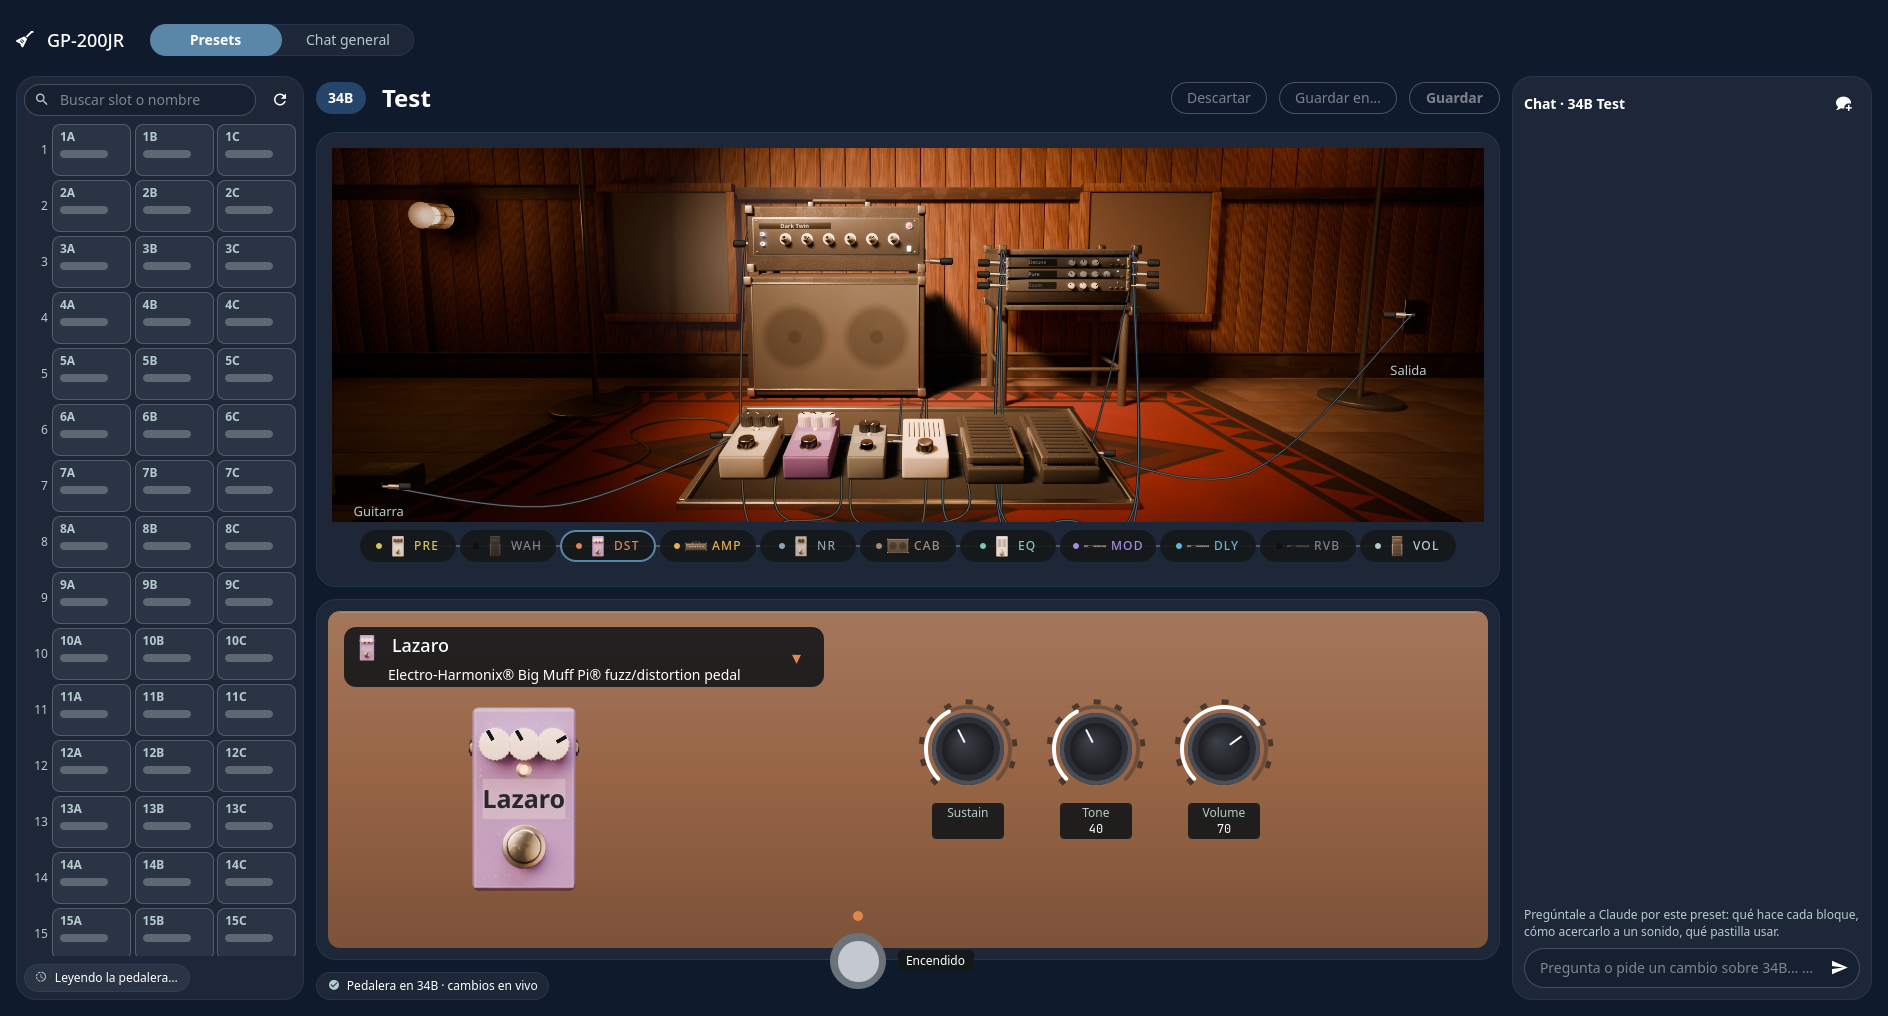 GP-200JR
Presets
Chat general
Buscar slot o nombre
1
1A
1B
1C
2
2A
2B
2C
3
3A
3B
3C
4
4A
4B
4C
5
5A
5B
5C
6
6A
6B
6C
7
7A
7B
7C
8
8A
8B
8C
9
9A
9B
9C
10
10A
10B
10C
11
11A
11B
11C
12
12A
12B
12C
13
13A
13B
13C
14
14A
14B
14C
15
15A
15B
15C
Leyendo la pedalera...
34B
Test
Descartar
Guardar en...
Guardar
Dark Twin
Detune
Pure
Room
Salida
Guitarra
PRE
WAH
DST
AMP
NR
CAB
EQ
MOD
DLY
RVB
VOL
Lazaro
Electro-Harmonix® Big Muff Pi® fuzz/distortion pedal
Lazaro
Sustain
Tone
40
Volume
70
Encendido
Pedalera en 34B · cambios en vivo
Chat · 34B Test
Pregúntale a Claude por este preset: qué hace cada bloque,
cómo acercarlo a un sonido, qué pastilla usar.
Pregunta o pide un cambio sobre 34B... ...